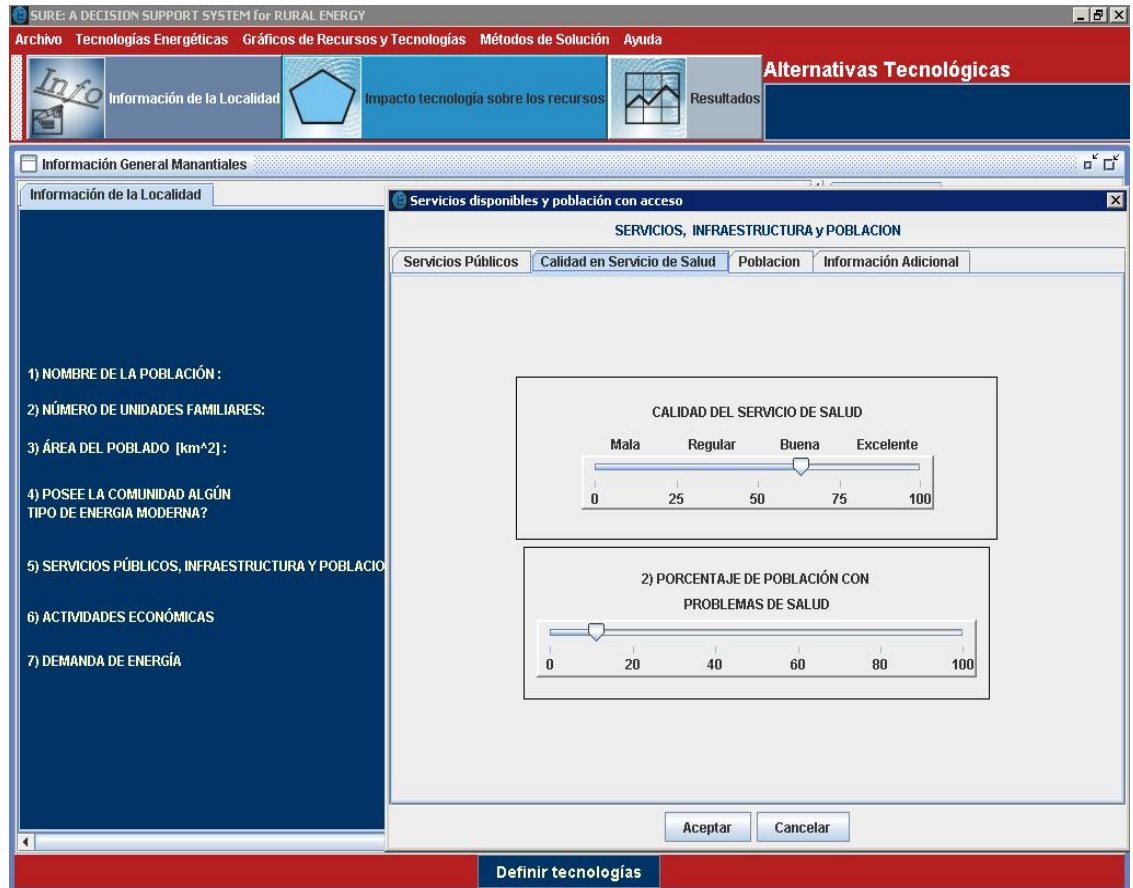 SURE: A DECISION SUPPORT SYSTEM for RURAL ENERGY
Archivo Tecnologías Energéticas Gráficos de Recursos y Tecnologías Métodos de Solución Ayuda
Info
Información de la Localidad
Impacto tecnología sobre los recursos
Resultados
Alternativas Tecnológicas
Información General Manantiales
Información de la Localidad
1) NOMBRE DE LA POBLACIÓN :
2) NÚMERO DE UNIDADES FAMILIARES:
3) ÁREA DEL POBLADO [km^2] :
4) POSEE LA COMUNIDAD ALGÚN
TIPO DE ENERGIA MODERNA?
5) SERVICIOS PÚBLICOS, INFRAESTRUCTURA Y POBLACIO
6) ACTIVIDADES ECONÓMICAS
7) DEMANDA DE ENERGÍA
Servicios disponibles y población con acceso
SERVICIOS, INFRAESTRUCTURA y POBLACION
Servicios Públicos Calidad en Servicio de Salud Poblacion Información Adicional
CALIDAD DEL SERVICIO DE SALUD
Mala Regular Buena Excelente
0 25 50 75 100
2) PORCENTAJE DE POBLACIÓN CON
PROBLEMAS DE SALUD
0 20 40 60 80 100
Aceptar Cancelar
Definir tecnologías